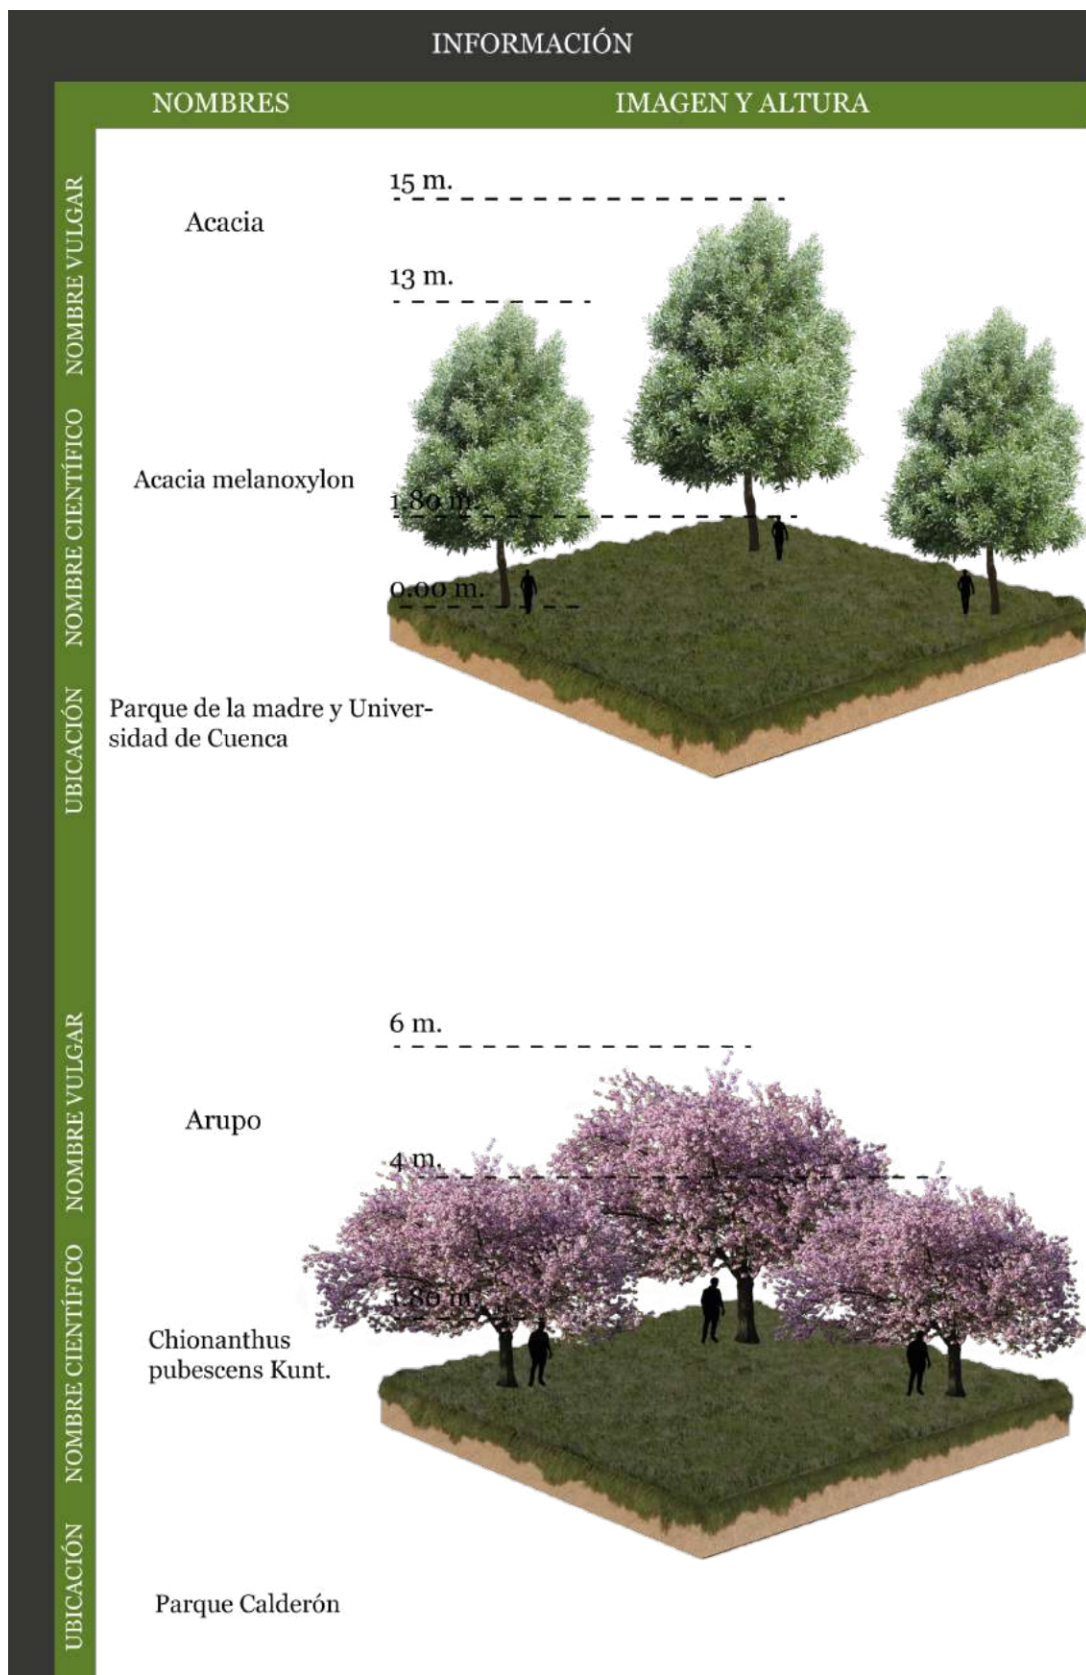 INFORMACIÓN
NOMBRES
IMAGEN Y ALTURA
NOMBRE VULGAR
Acacia
15 m.
13 m.
NOMBRE CIENTÍFICO
Acacia melanoxylon
1.80 m.
0.00 m.
UBICACIÓN
Parque de la madre y Univer-
sidad de Cuenca
NOMBRE VULGAR
Arupo
6 m.
4 m.
1.80 m.
NOMBRE CIENTÍFICO
Chionanthus
pubescens Kunt.
UBICACIÓN
Parque Calderón